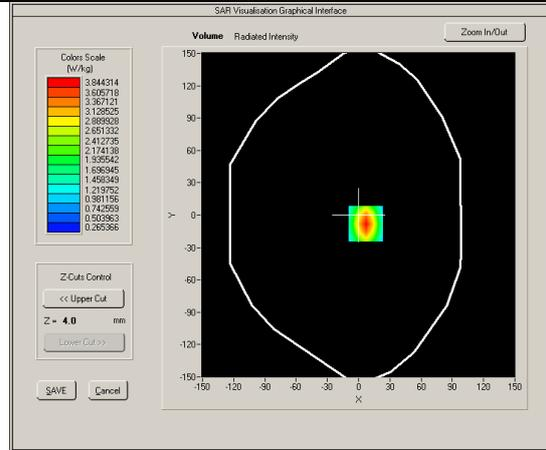 SAR Visualisation Graphical Interface
Volume Radiated Intensity
Zoom In/Out
Colors Scale
(W/kg)
3.844314
3.605718
3.367121
3.128525
2.889928
2.651332
2.412735
2.174138
1.935542
1.696945
1.458349
1.219752
0.981156
0.742559
0.503963
0.265366
Z-Cuts Control
<< Upper Cut
Z = 4.0 mm
Lower Cut >>
SAVE Cancel
Y
150
120
90
60
30
0
-30
-60
-90
-120
-150
-150 -120 -90 -60 -30 0 30 60 90 120 150
X